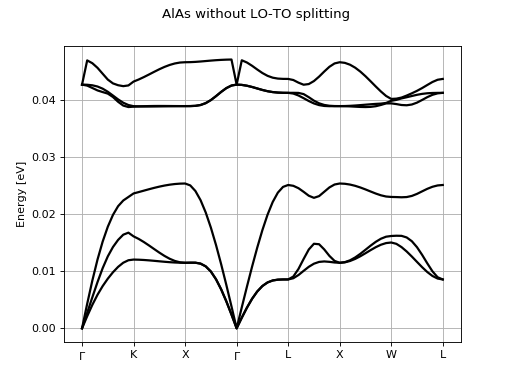 AlAs without LO-TO splitting
Energy [eV]
0.04
0.03
0.02
0.01
0.00
Γ K X Γ L X W L